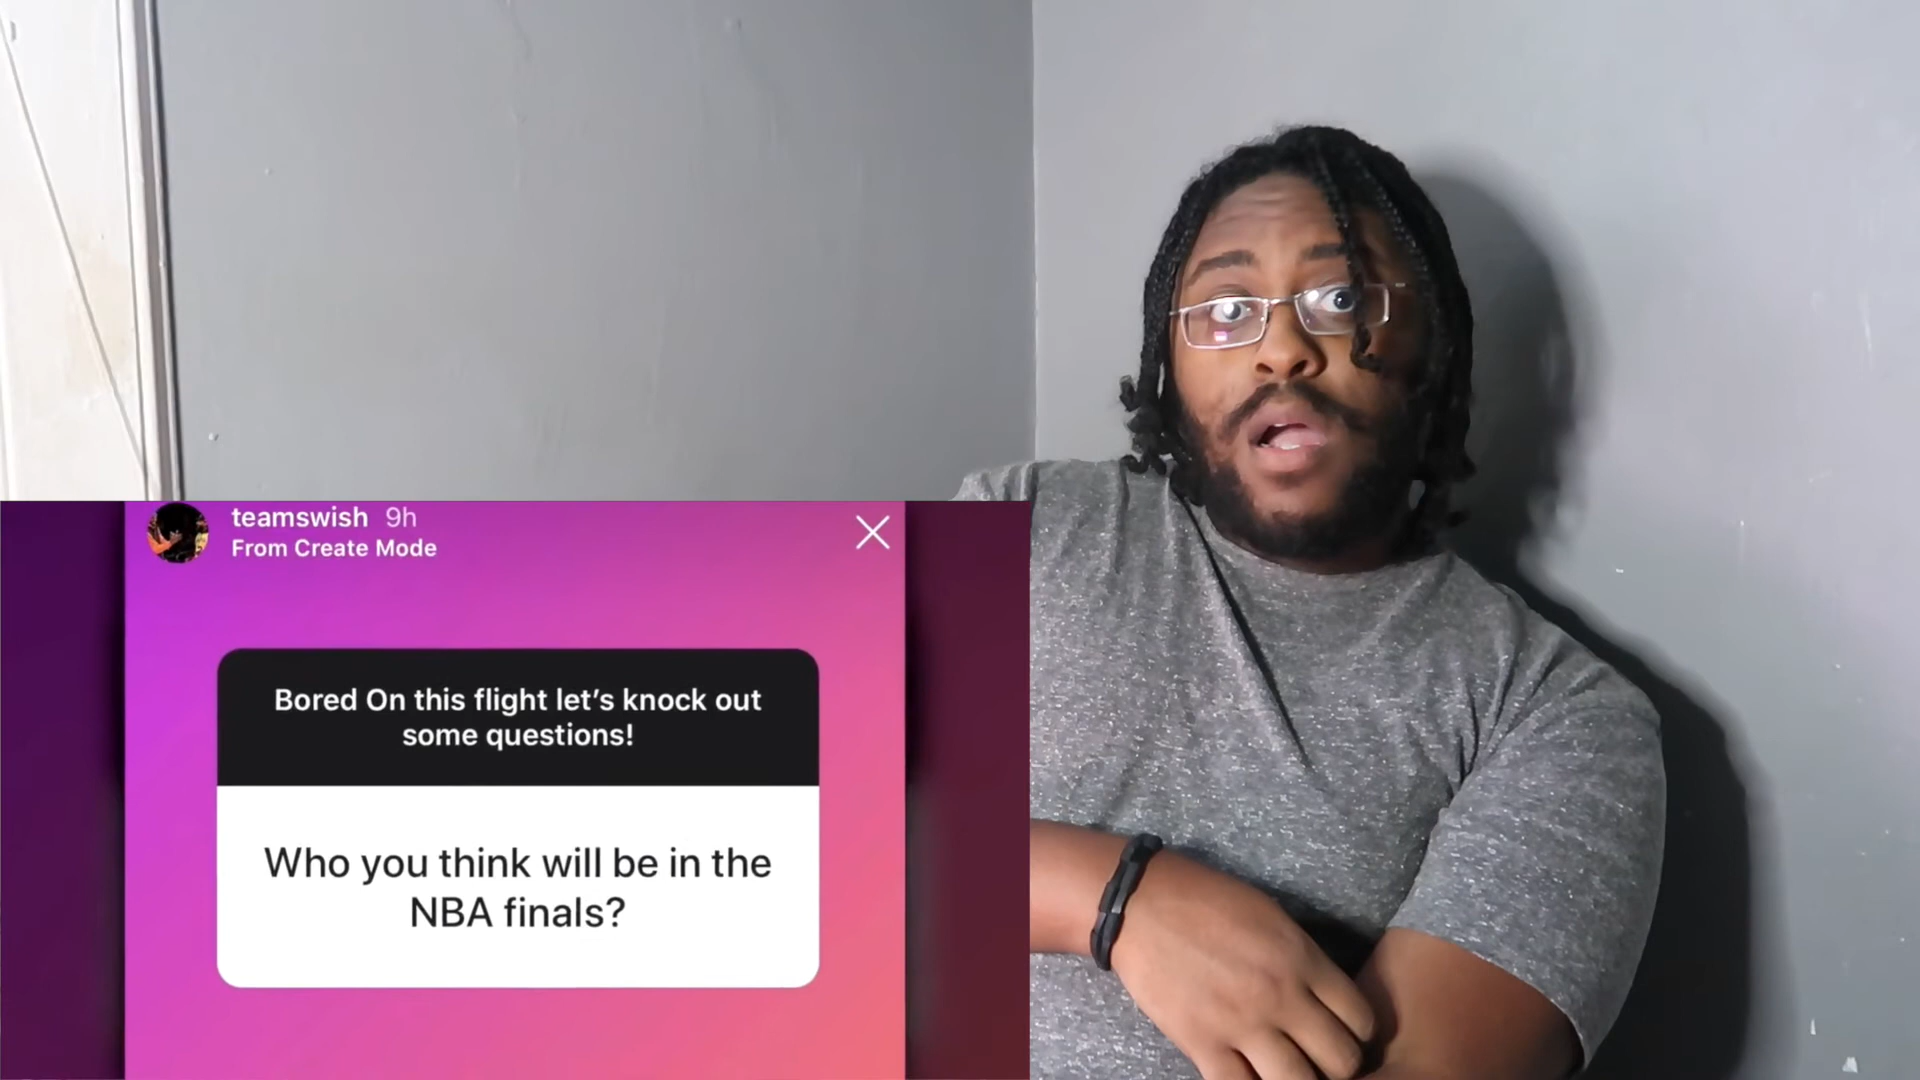 teamswish 9h
From Create Mode
Bored On this flight let's knock out
some questions!
Who you think will be in the
NBA finals?